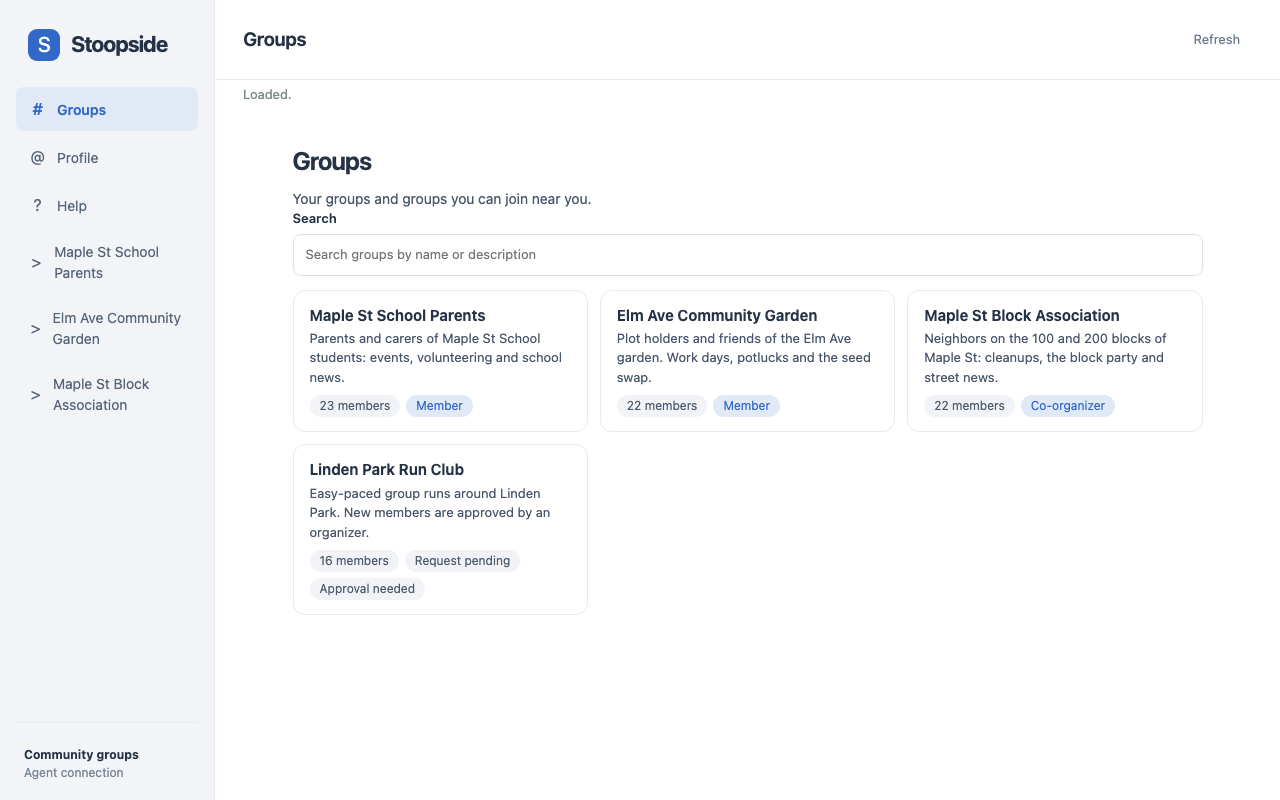 S Stoopside
# Groups
@ Profile
? Help
> Maple St School
Parents
> Elm Ave Community
Garden
> Maple St Block
Association
Community groups
Agent connection
Groups
Refresh
Loaded.
Groups
Your groups and groups you can join near you.
Search
Search groups by name or description
Maple St School Parents
Parents and carers of Maple St School
students: events, volunteering and school
news.
23 members Member
Elm Ave Community Garden
Plot holders and friends of the Elm Ave
garden. Work days, potlucks and the seed
swap.
22 members Member
Maple St Block Association
Neighbors on the 100 and 200 blocks of
Maple St: cleanups, the block party and
street news.
22 members Co-organizer
Linden Park Run Club
Easy-paced group runs around Linden
Park. New members are approved by an
organizer.
16 members Request pending
Approval needed